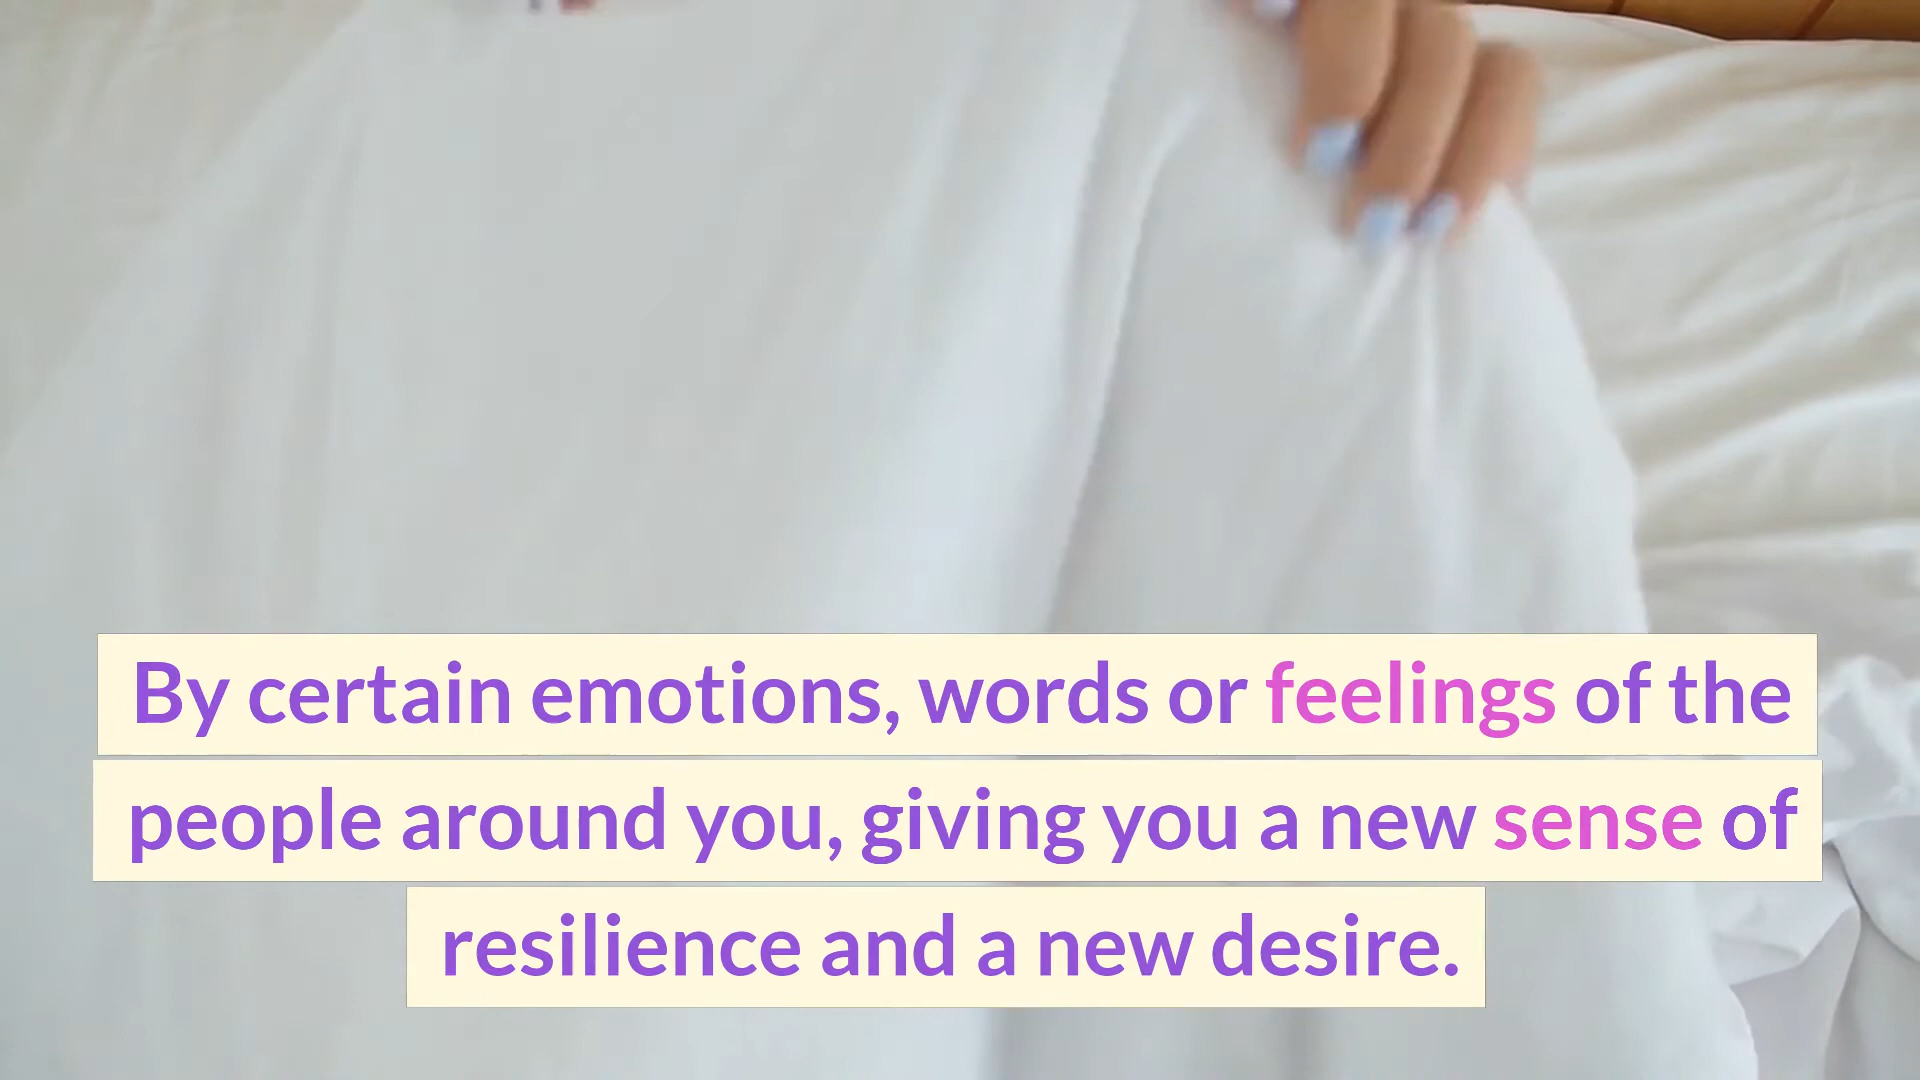 By certain emotions, words or feelings of the
people around you, giving you a new sense of
resilience and a new desire.